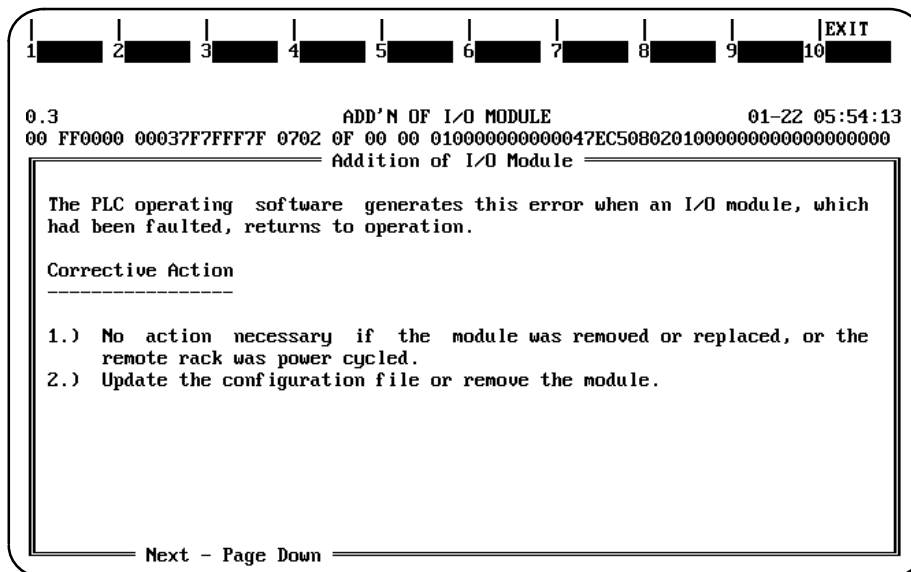 EXIT
1 2 3 4 5 6 7 8 9 10
0.3 ADD'N OF I/O MODULE 01-22 05:54:13
00 FF0000 00037F7FFF7F 0702 0F 00 00 010000000000047EC5080201000000000000000000
Addition of I/O Module
The PLC operating software generates this error when an I/O module, which
had been faulted, returns to operation.
Corrective Action
-----------------
1.) No action necessary if the module was removed or replaced, or the
remote rack was power cycled.
2.) Update the configuration file or remove the module.
Next - Page Down